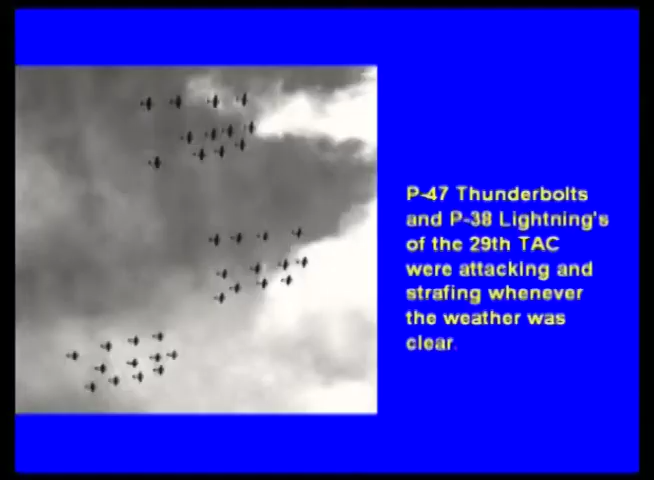 P-47 Thunderbolts
and P-38 Lightning's
of the 29th TAC
were attacking and
strafing whenever
the weather was
clear.